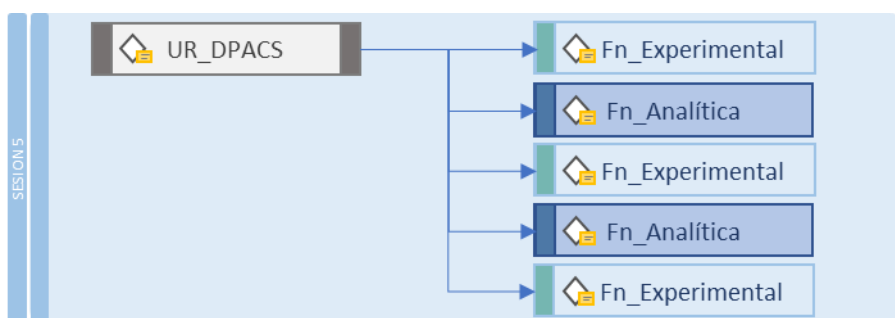 SESION 5
UR_DPACS
Fn_Experimental
Fn_Analítica
Fn_Experimental
Fn_Analítica
Fn_Experimental